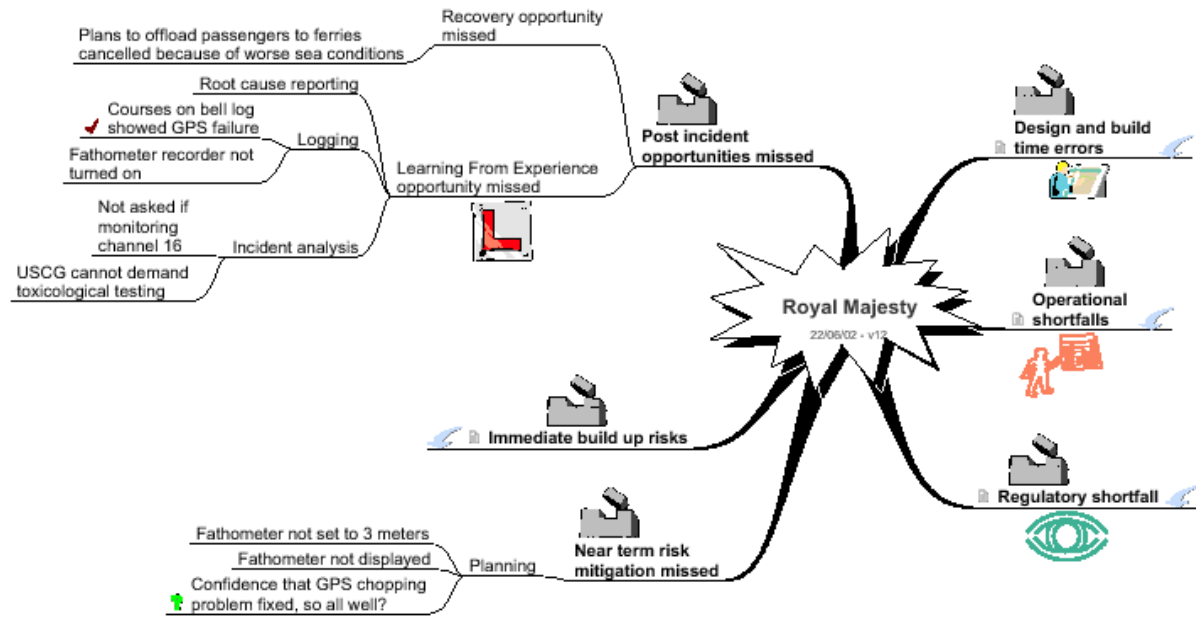 Recovery opportunity
missed
Plans to offload passengers to ferries
cancelled because of worse sea conditions
Root cause reporting
Courses on bell log
showed GPS failure
Logging
Fathometer recorder not
turned on
Learning From Experience
opportunity missed
Not asked if
monitoring
channel 16
Incident analysis
USCG cannot demand
toxicological testing
Post incident
opportunities missed
Design and build
time errors
Royal Majesty
22/06/02 - v12
Operational
shortfalls
Immediate build up risks
Regulatory shortfall
Near term risk
mitigation missed
Planning
Fathometer not set to 3 meters
Fathometer not displayed
Confidence that GPS chopping
problem fixed, so all well?